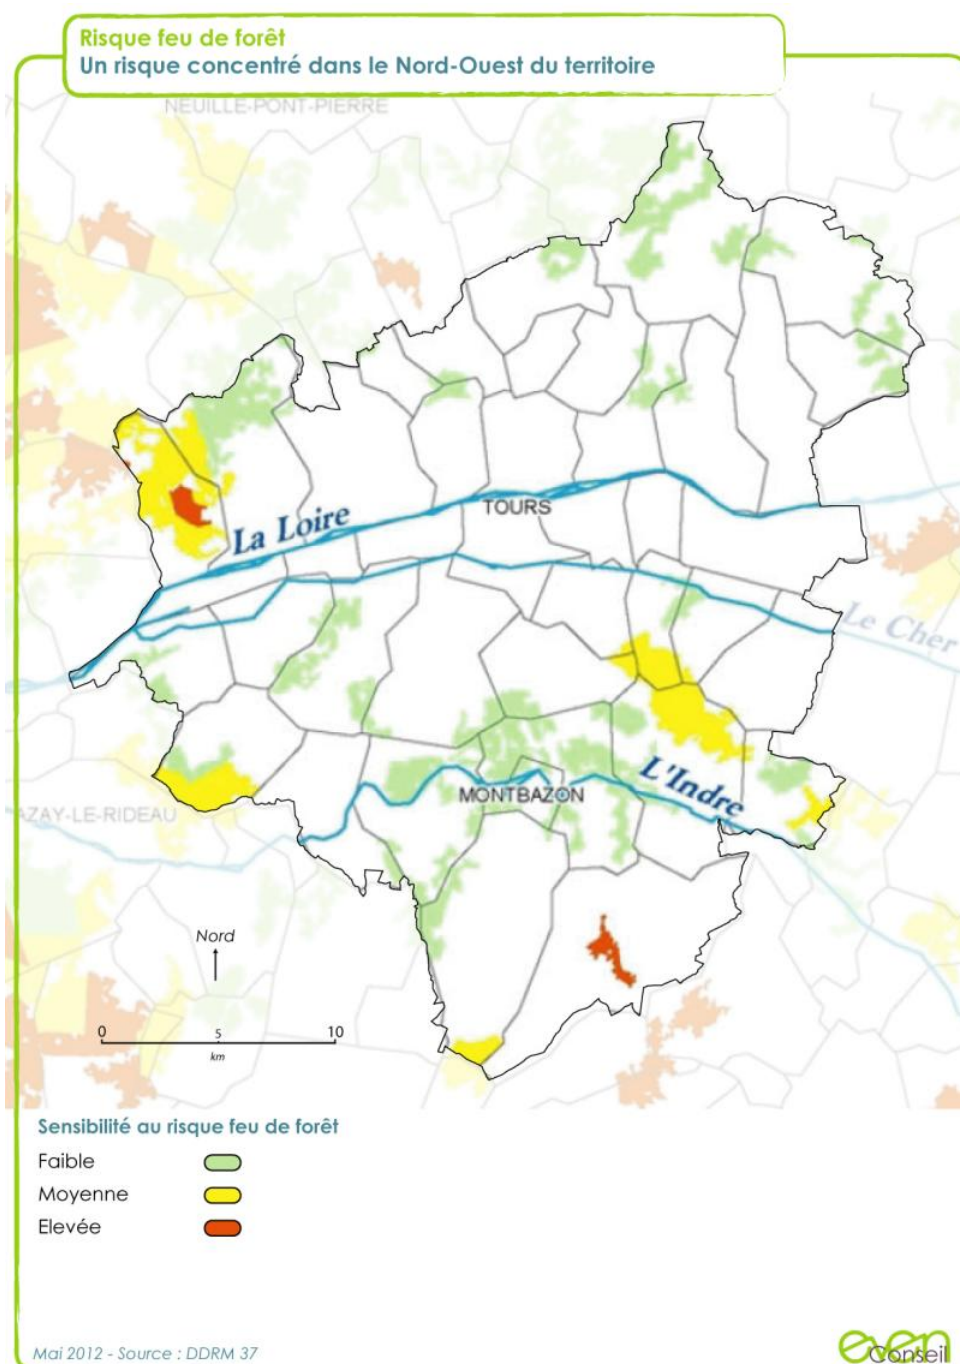 Risque feu de forêt
Un risque concentré dans le Nord-Ouest du territoire
NEUILLE-PONT-PIERRE
La Loire
TOURS
Le Cher
L'Indre
MONTBAZON
AZAY-LE-RIDEAU
Nord
0 5 10
km
Sensibilité au risque feu de forêt
Faible
Moyenne
Elevée
Mai 2012 - Source : DDRM 37
even
Conseil